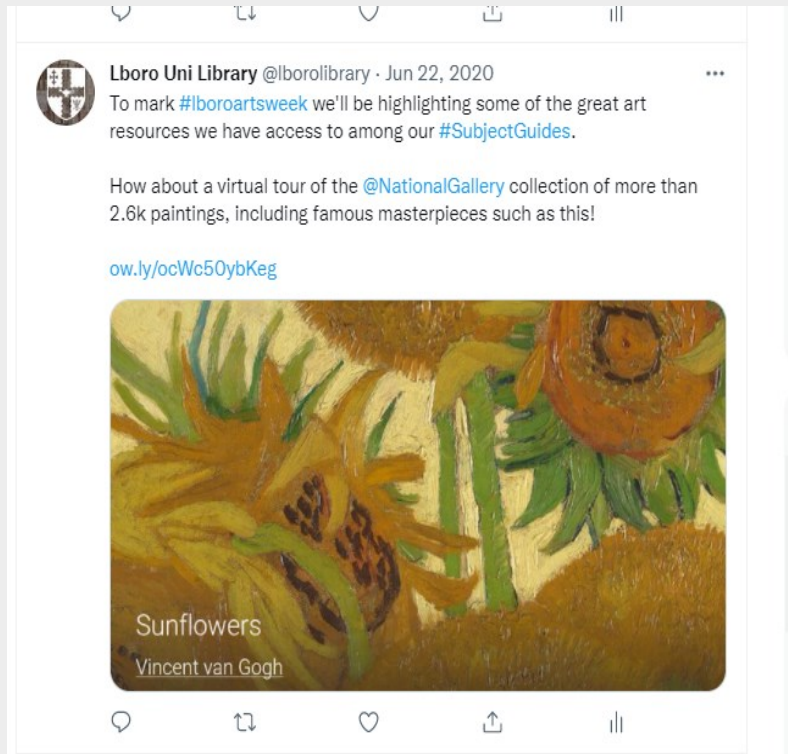 Lboro Uni Library @lborolibrary · Jun 22, 2020
To mark #lboroartsweek we'll be highlighting some of the great art
resources we have access to among our #SubjectGuides.
How about a virtual tour of the @NationalGallery collection of more than
2.6k paintings, including famous masterpieces such as this!
ow.ly/ocWc50ybKeg
Sunflowers
Vincent van Gogh